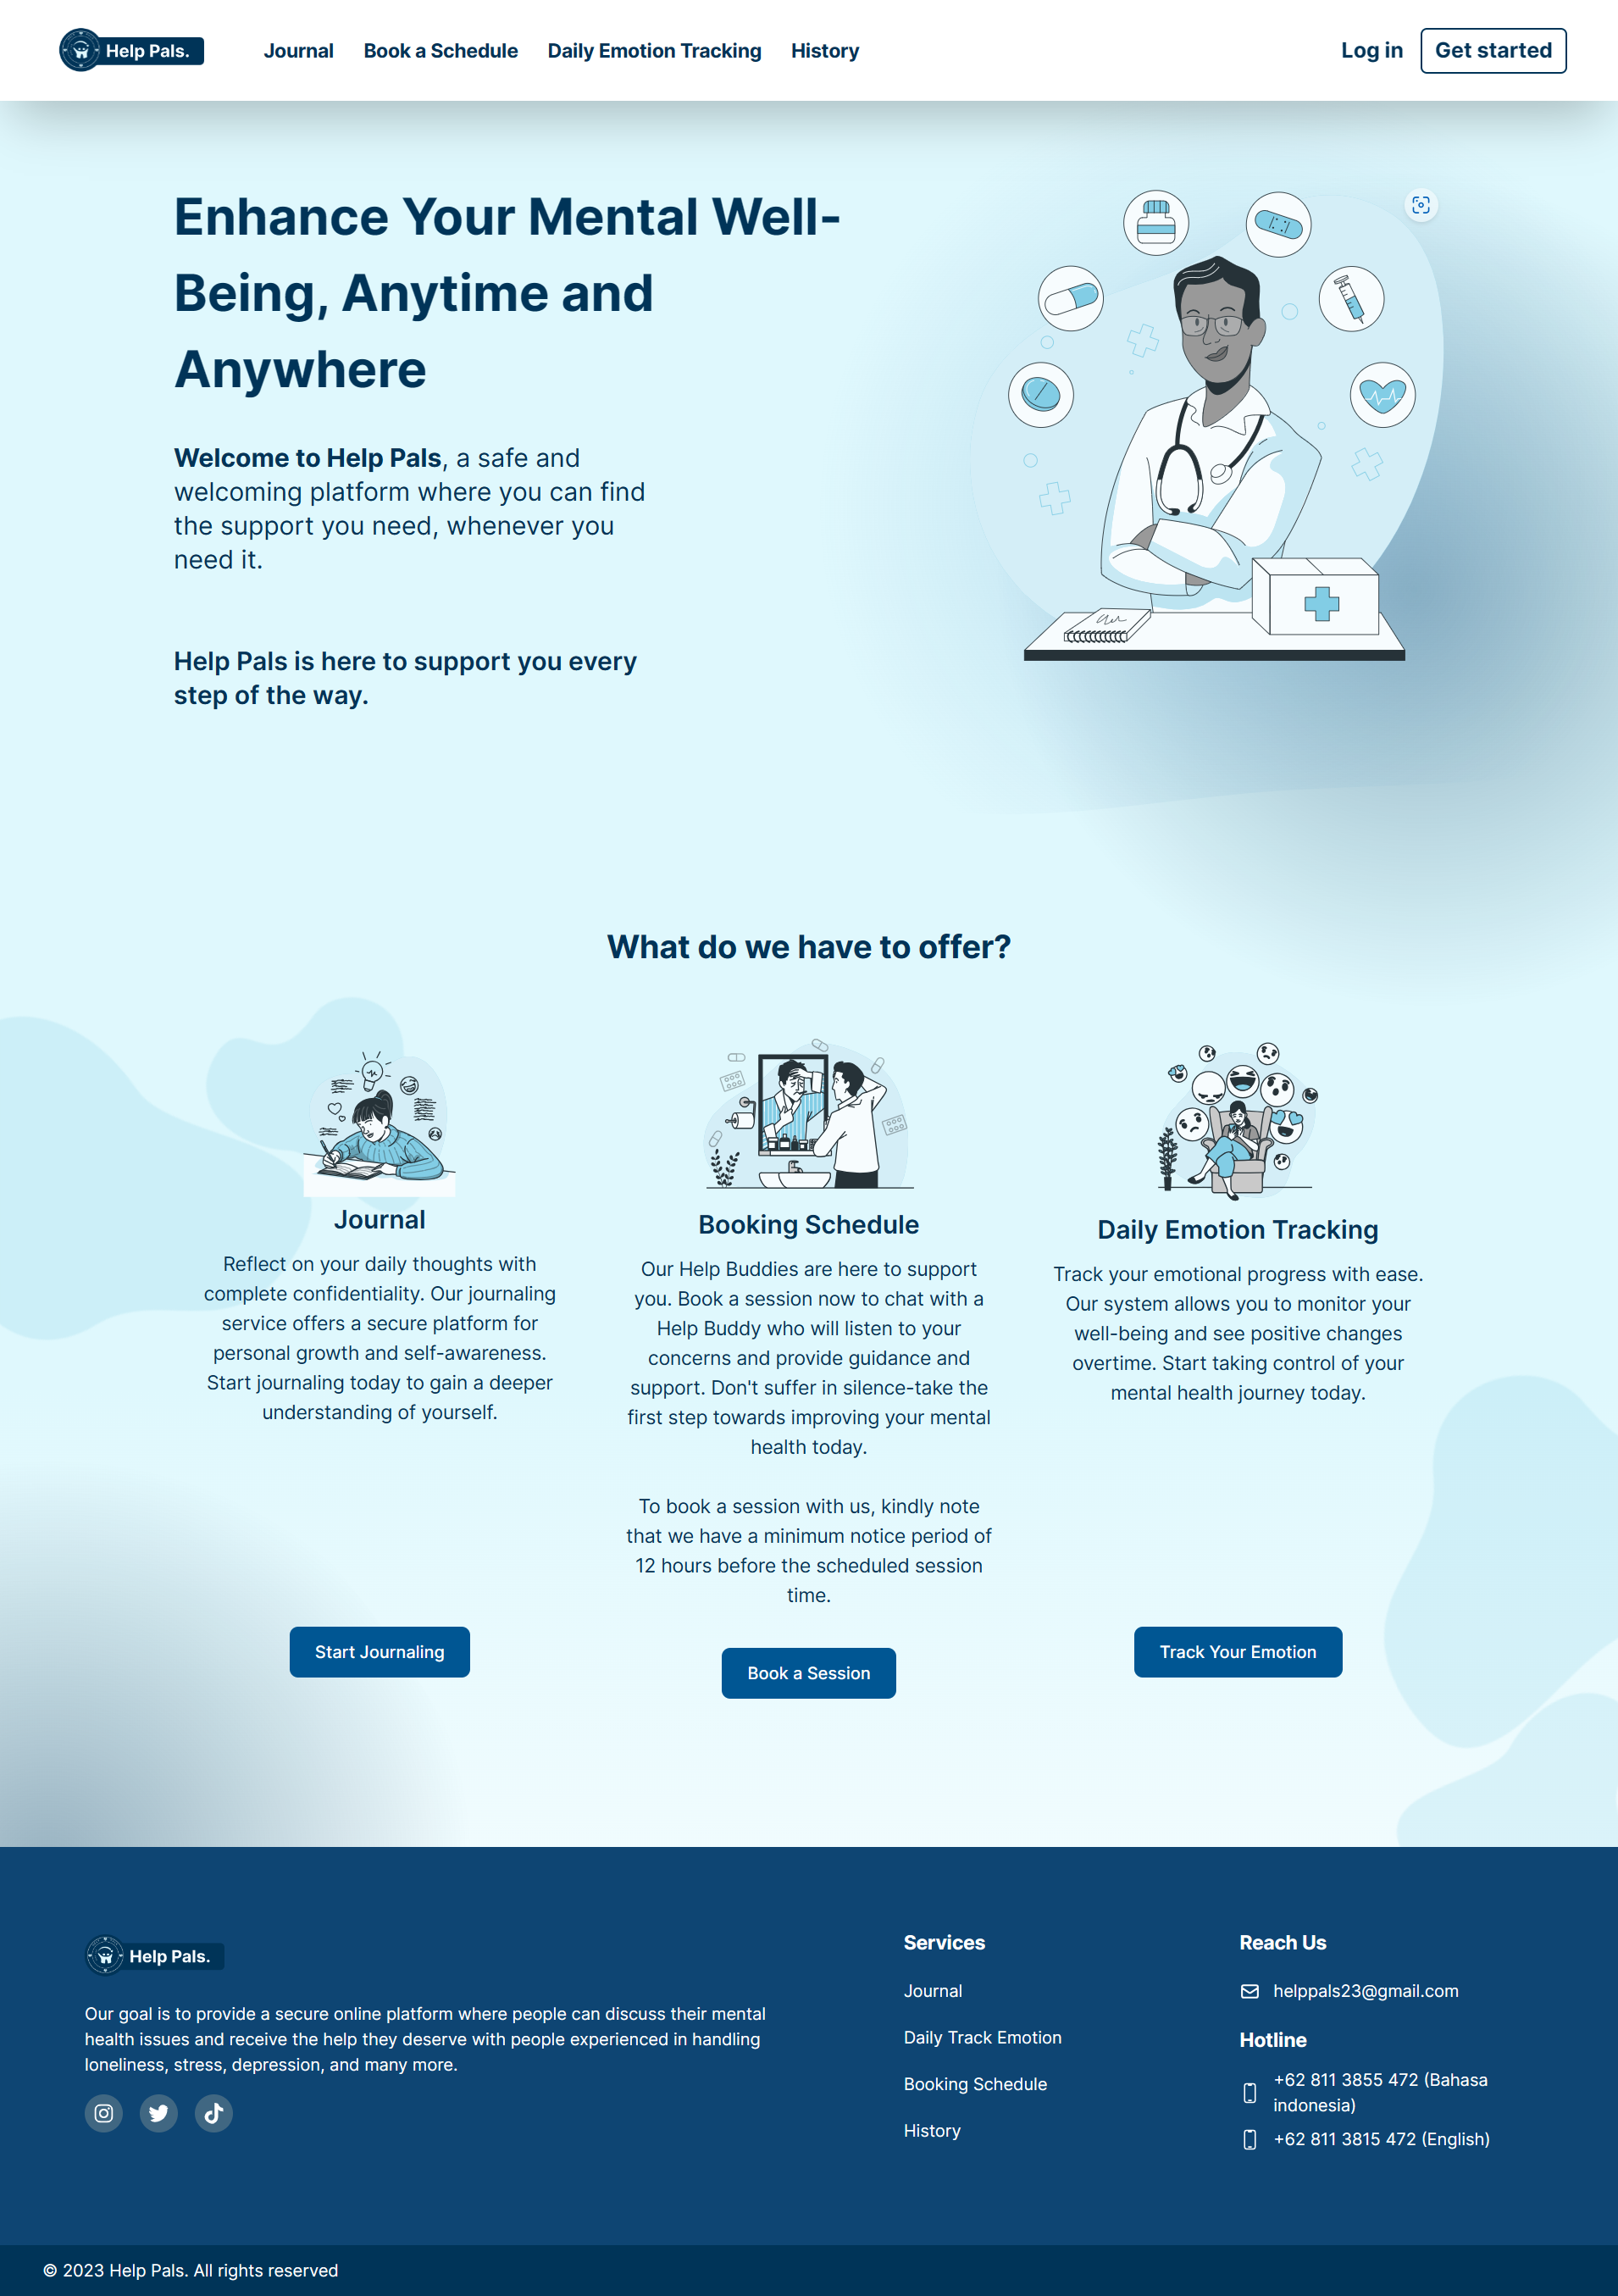 Help Pals.
Journal
Book a Schedule
Daily Emotion Tracking
History
Log in
Get started
Enhance Your Mental Well-
Being, Anytime and
Anywhere
Welcome to Help Pals, a safe and
welcoming platform where you can find
the support you need, whenever you
need it.
Help Pals is here to support you every
step of the way.
What do we have to offer?
Journal
Reflect on your daily thoughts with
complete confidentiality. Our journaling
service offers a secure platform for
personal growth and self-awareness.
Start journaling today to gain a deeper
understanding of yourself.
Start Journaling
Booking Schedule
Our Help Buddies are here to support
you. Book a session now to chat with a
Help Buddy who will listen to your
concerns and provide guidance and
support. Don't suffer in silence-take the
first step towards improving your mental
health today.
To book a session with us, kindly note
that we have a minimum notice period of
12 hours before the scheduled session
time.
Book a Session
Daily Emotion Tracking
Track your emotional progress with ease.
Our system allows you to monitor your
well-being and see positive changes
overtime. Start taking control of your
mental health journey today.
Track Your Emotion
Help Pals.
Our goal is to provide a secure online platform where people can discuss their mental
health issues and receive the help they deserve with people experienced in handling
loneliness, stress, depression, and many more.
Services
Journal
Daily Track Emotion
Booking Schedule
History
Reach Us
helppals23@gmail.com
Hotline
+62 811 3855 472 (Bahasa
indonesia)
+62 811 3815 472 (English)
© 2023 Help Pals. All rights reserved